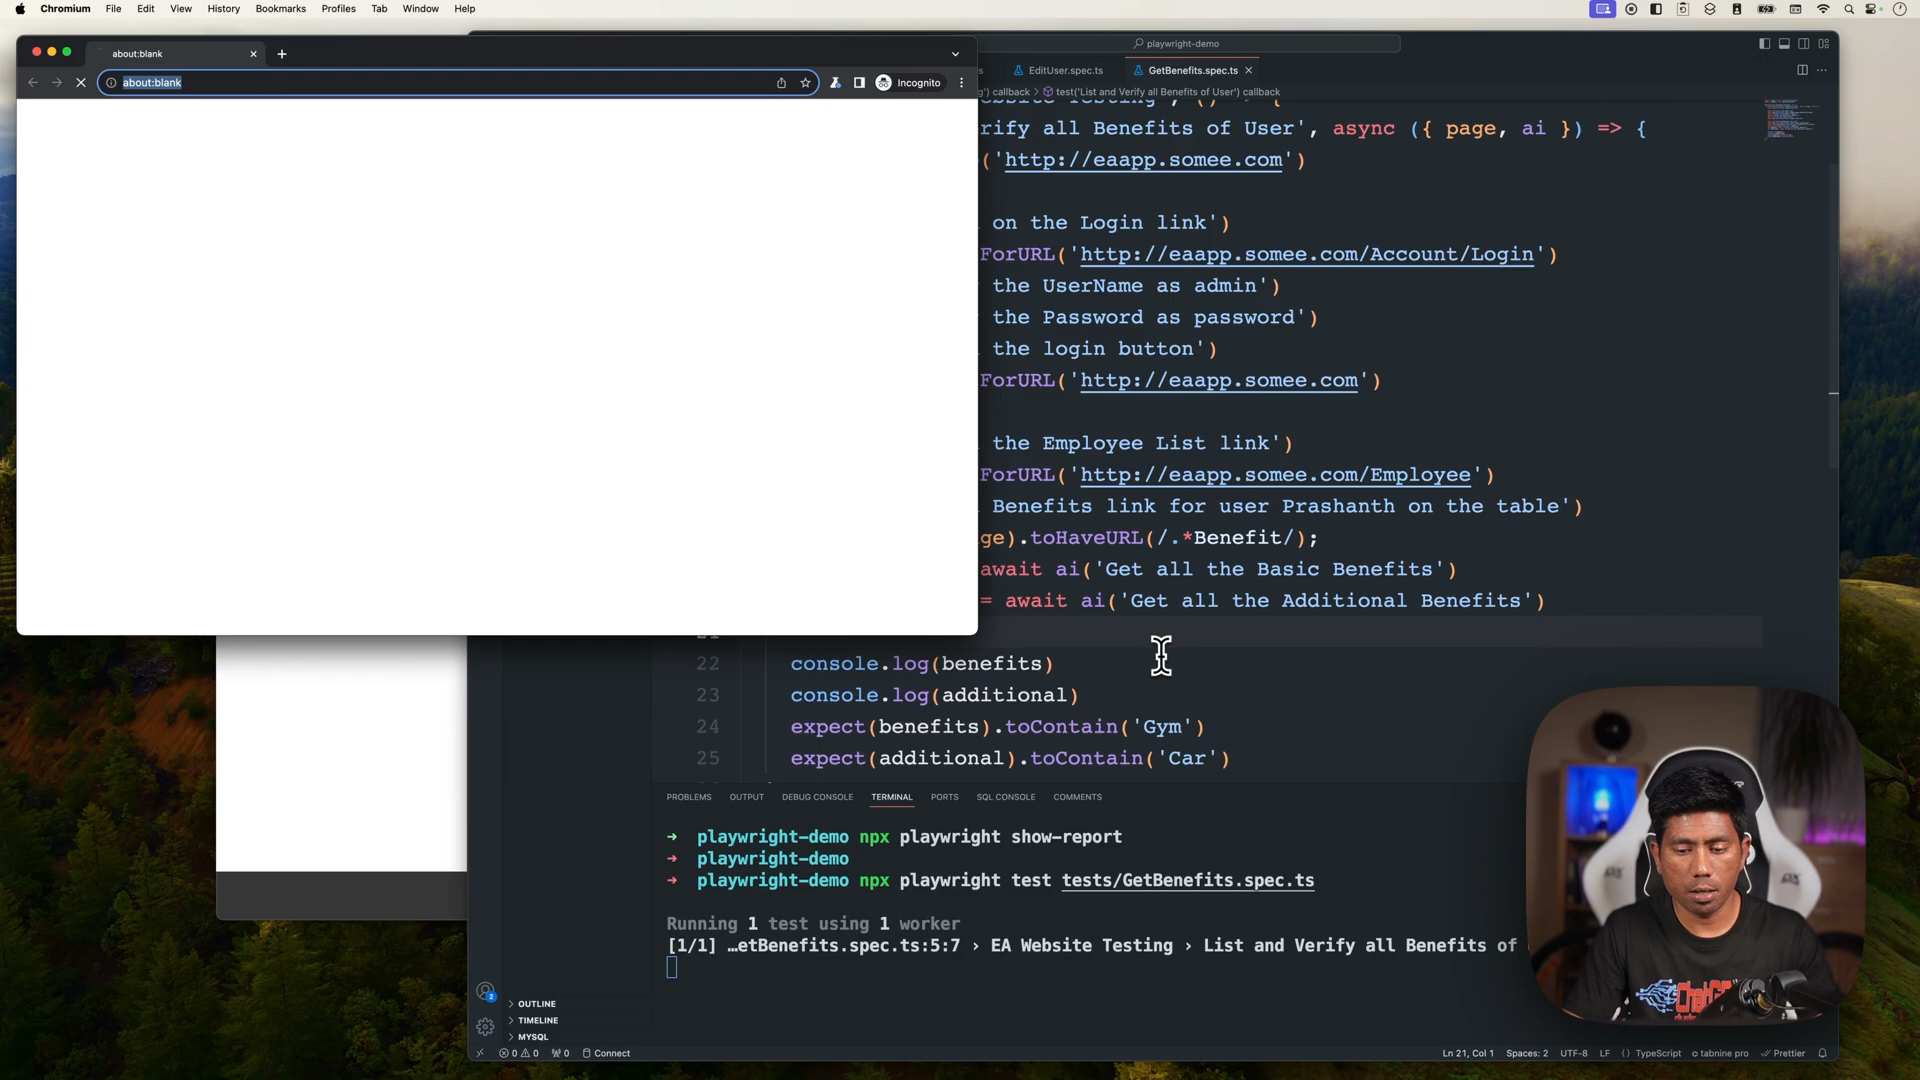 Chromium File Edit View History Bookmarks Profiles Tab Window Help
about:blank
about:blank
Incognito
playwright-demo
EditUser.spec.ts
GetBenefits.spec.ts
callback > test('List and Verify all Benefits of User') callback
rify all Benefits of User', async ({ page, ai }) => {
('http://eaapp.somee.com')
on the Login link')
ForURL('http://eaapp.somee.com/Account/Login')
the UserName as admin')
the Password as password')
the login button')
ForURL('http://eaapp.somee.com')
the Employee List link')
ForURL('http://eaapp.somee.com/Employee')
Benefits link for user Prashanth on the table')
ge).toHaveURL(/.*Benefit/);
await ai('Get all the Basic Benefits')
= await ai('Get all the Additional Benefits')
22 console.log(benefits)
23 console.log(additional)
24 expect(benefits).toContain('Gym')
25 expect(additional).toContain('Car')
PROBLEMS OUTPUT DEBUG CONSOLE TERMINAL PORTS SQL CONSOLE COMMENTS
→ playwright-demo npx playwright show-report
→ playwright-demo
→ playwright-demo npx playwright test tests/GetBenefits.spec.ts
Running 1 test using 1 worker
[1/1] …etBenefits.spec.ts:5:7 › EA Website Testing › List and Verify all Benefits of
2
OUTLINE
TIMELINE
MYSQL
0 0 0 Connect
Ln 21, Col 1 Spaces: 2 UTF-8 LF {} TypeScript tabnine pro Prettier